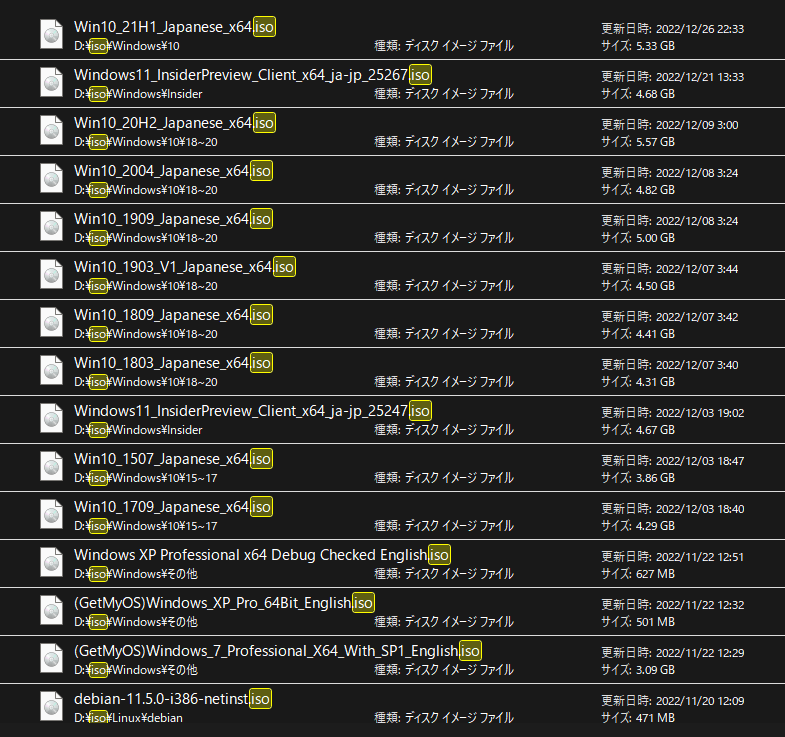 Win10_21H1_Japanese_x64.iso
更新日時: 2022/12/26 22:33
D:¥iso¥Windows¥10 種類: ディスク イメージ ファイル サイズ: 5.33 GB
Windows11_InsiderPreview_Client_x64_ja-jp_25267.iso
更新日時: 2022/12/21 13:33
D:¥iso¥Windows¥Insider 種類: ディスク イメージ ファイル サイズ: 4.68 GB
Win10_20H2_Japanese_x64.iso
更新日時: 2022/12/09 3:00
D:¥iso¥Windows¥10¥18~20 種類: ディスク イメージ ファイル サイズ: 5.57 GB
Win10_2004_Japanese_x64.iso
更新日時: 2022/12/08 3:24
D:¥iso¥Windows¥10¥18~20 種類: ディスク イメージ ファイル サイズ: 4.82 GB
Win10_1909_Japanese_x64.iso
更新日時: 2022/12/08 3:24
D:¥iso¥Windows¥10¥18~20 種類: ディスク イメージ ファイル サイズ: 5.00 GB
Win10_1903_V1_Japanese_x64.iso
更新日時: 2022/12/07 3:44
D:¥iso¥Windows¥10¥18~20 種類: ディスク イメージ ファイル サイズ: 4.50 GB
Win10_1809_Japanese_x64.iso
更新日時: 2022/12/07 3:42
D:¥iso¥Windows¥10¥18~20 種類: ディスク イメージ ファイル サイズ: 4.41 GB
Win10_1803_Japanese_x64.iso
更新日時: 2022/12/07 3:40
D:¥iso¥Windows¥10¥18~20 種類: ディスク イメージ ファイル サイズ: 4.31 GB
Windows11_InsiderPreview_Client_x64_ja-jp_25247.iso
更新日時: 2022/12/03 19:02
D:¥iso¥Windows¥Insider 種類: ディスク イメージ ファイル サイズ: 4.67 GB
Win10_1507_Japanese_x64.iso
更新日時: 2022/12/03 18:47
D:¥iso¥Windows¥10¥15~17 種類: ディスク イメージ ファイル サイズ: 3.86 GB
Win10_1709_Japanese_x64.iso
更新日時: 2022/12/03 18:40
D:¥iso¥Windows¥10¥15~17 種類: ディスク イメージ ファイル サイズ: 4.29 GB
Windows XP Professional x64 Debug Checked English.iso
更新日時: 2022/11/22 12:51
D:¥iso¥Windows¥その他 種類: ディスク イメージ ファイル サイズ: 627 MB
(GetMyOS)Windows_XP_Pro_64Bit_English.iso
更新日時: 2022/11/22 12:32
D:¥iso¥Windows¥その他 種類: ディスク イメージ ファイル サイズ: 501 MB
(GetMyOS)Windows_7_Professional_X64_With_SP1_English.iso
更新日時: 2022/11/22 12:29
D:¥iso¥Windows¥その他 種類: ディスク イメージ ファイル サイズ: 3.09 GB
debian-11.5.0-i386-netinst.iso
更新日時: 2022/11/20 12:09
D:¥iso¥Linux¥debian 種類: ディスク イメージ ファイル サイズ: 471 MB